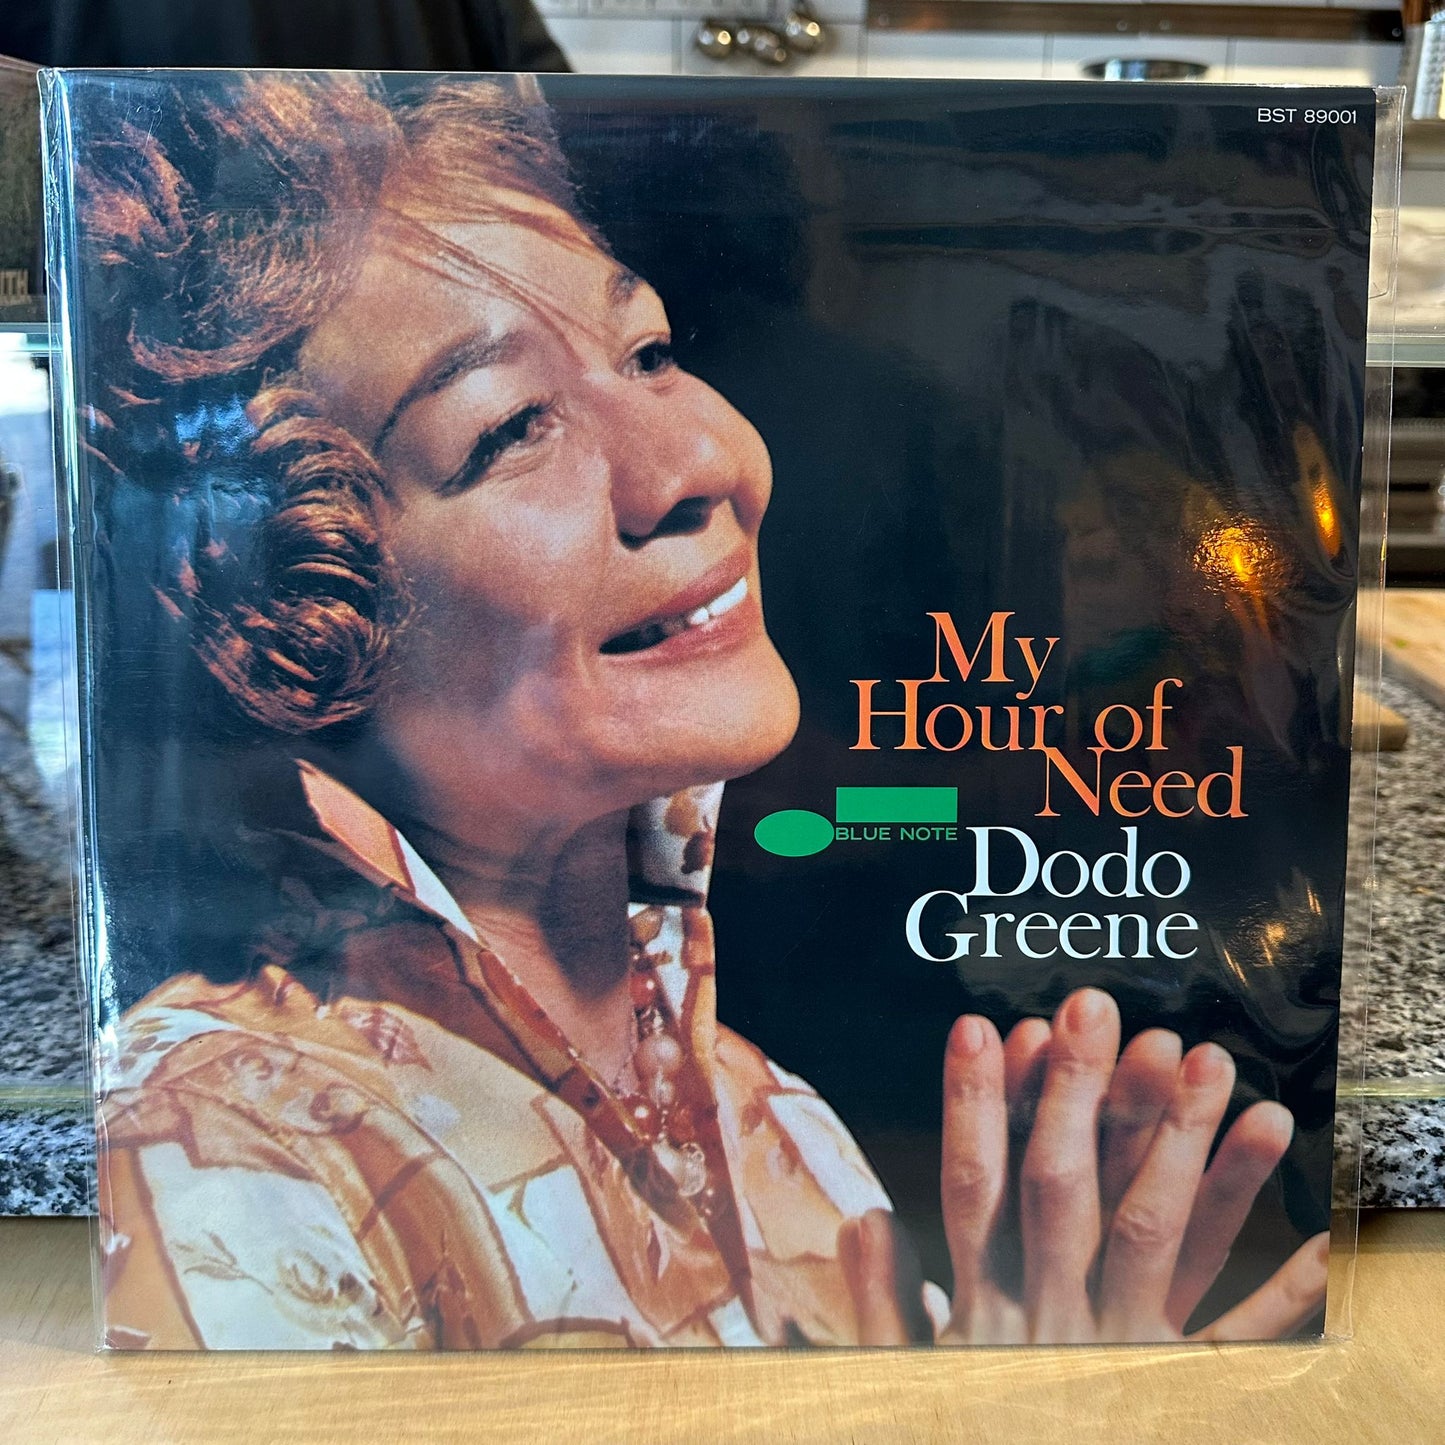 BST 89001
My
Hour of
Need
BLUE NOTE
Dodo
Greene